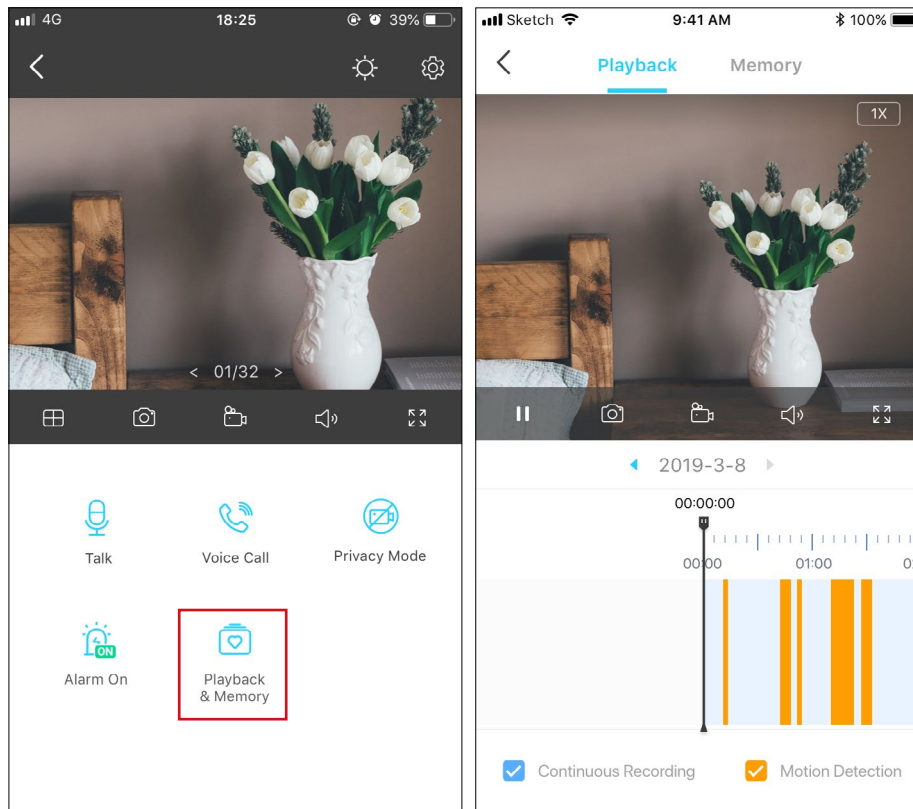 4G 18:25 39%
< 01/32 >
Talk Voice Call Privacy Mode
ON
Alarm On Playback
& Memory
Sketch 9:41 AM 100%
Playback Memory
1X
2019-3-8
00:00:00
00:00 01:00
Continuous Recording Motion Detection